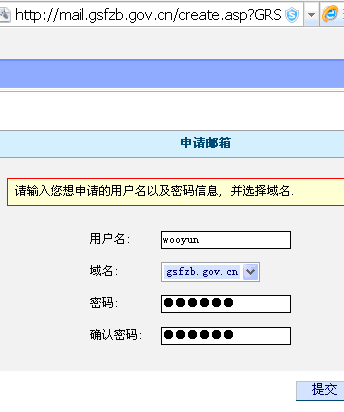 http://mail.gsfzb.gov.cn/create.asp?GRS
申请邮箱
请输入您想申请的用户名以及密码信息, 并选择域名.
用户名: wooyun
域名: gsfzb.gov.cn
密码: ●●●●●●
确认密码: ●●●●●●
提交